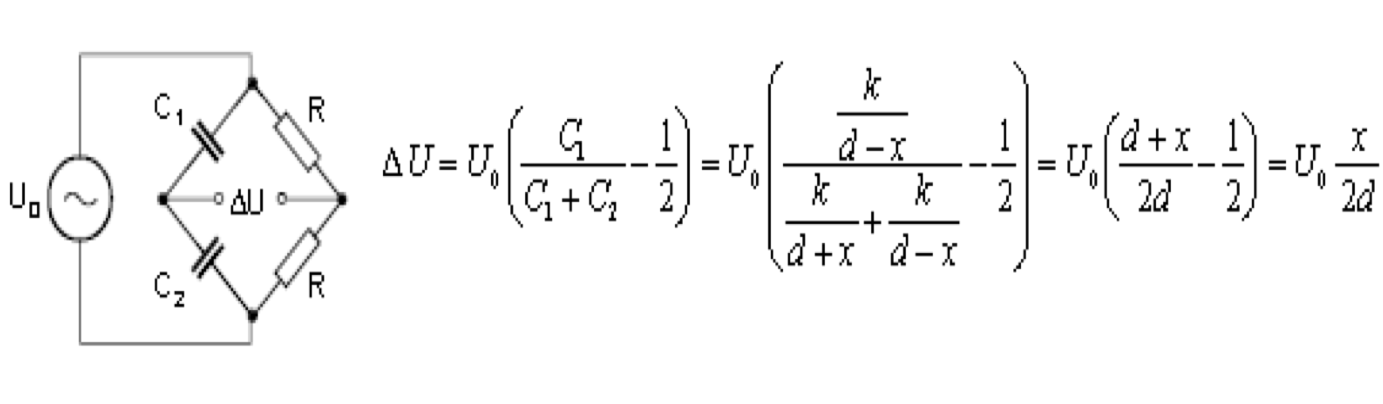 C₁ R
U₀ ΔU
C₂ R
ΔU = U₀ ( C₁ / (C₁ + C₂) − 1/2 ) = U₀ ( (k / (d − x)) / (k / (d + x) + k / (d − x)) − 1/2 ) = U₀ ( (d + x) / 2d − 1/2 ) = U₀ x / 2d